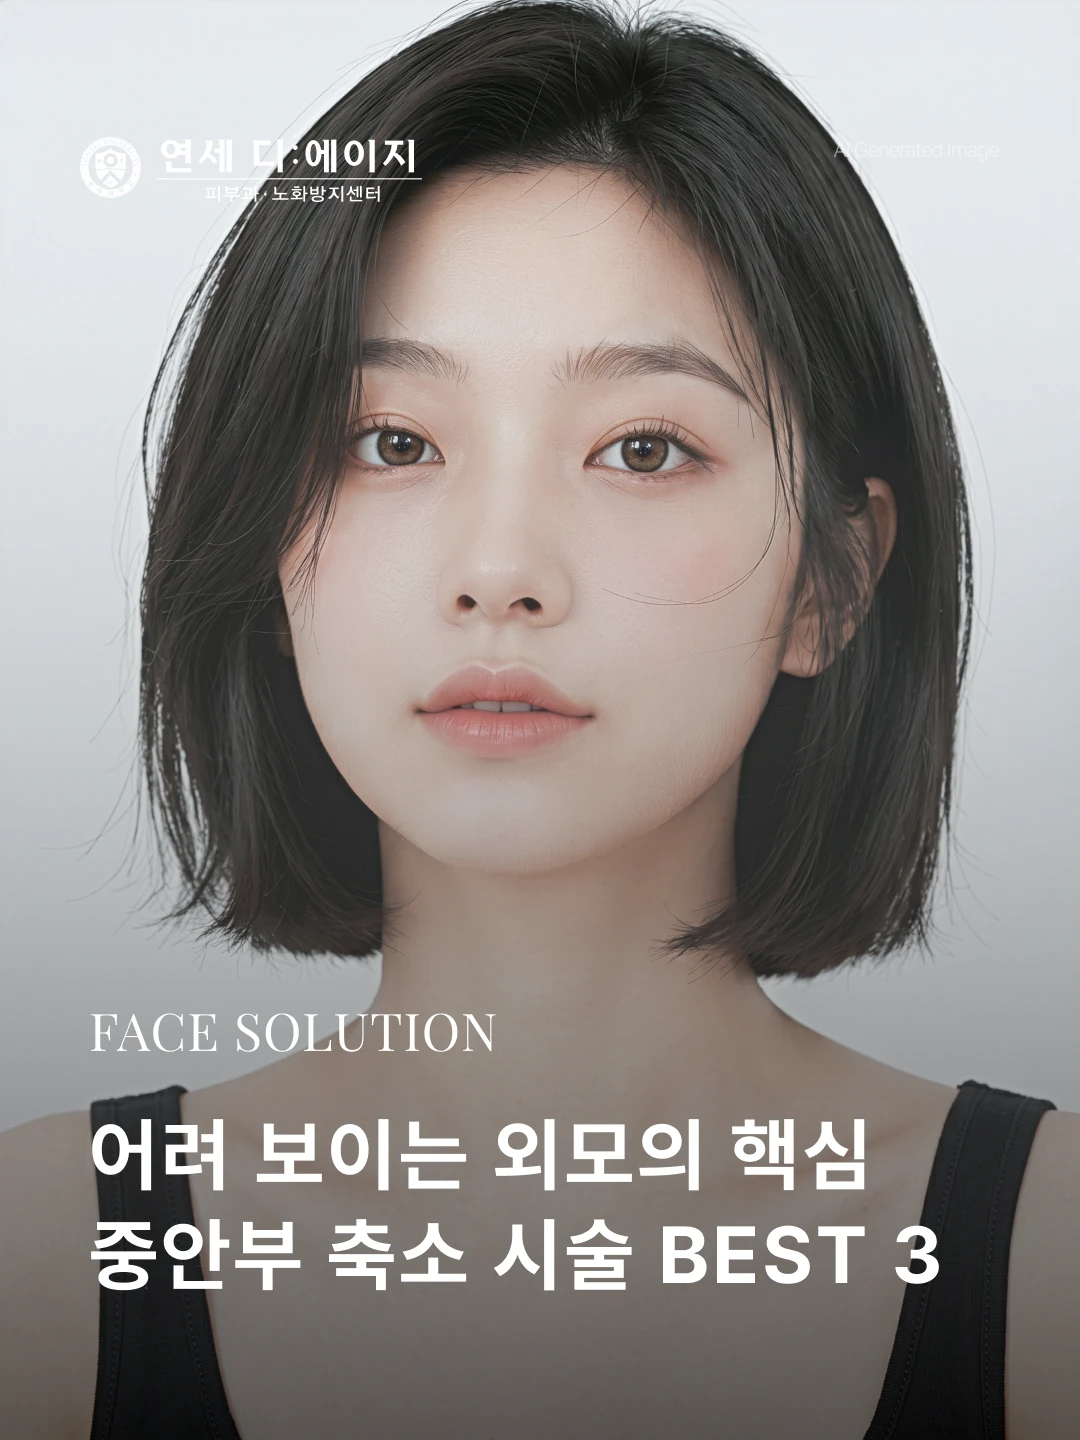 연세 디:에이지
피부과·노화방지센터
AI Generated Image
FACE SOLUTION
어려 보이는 외모의 핵심
중안부 축소 시술 BEST 3